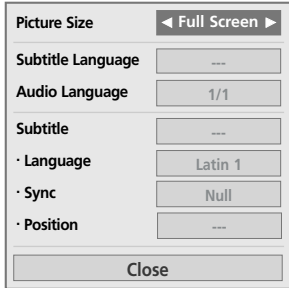 Picture Size ◄ Full Screen ►
Subtitle Language ---
Audio Language 1/1
Subtitle ---
· Language Latin 1
· Sync Null
· Position ---
Close